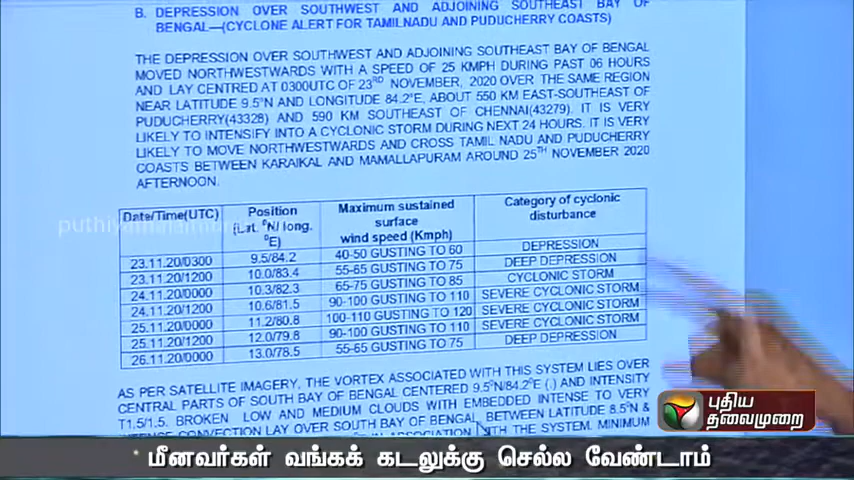 B. DEPRESSION OVER SOUTHWEST AND ADJOINING SOUTHEAST BAY OF
BENGAL—(CYCLONE ALERT FOR TAMILNADU AND PUDUCHERRY COASTS)
THE DEPRESSION OVER SOUTHWEST AND ADJOINING SOUTHEAST BAY OF BENGAL
MOVED NORTHWESTWARDS WITH A SPEED OF 25 KMPH DURING PAST 06 HOURS
AND LAY CENTRED AT 0300UTC OF 23RD NOVEMBER, 2020 OVER THE SAME REGION
NEAR LATITUDE 9.5°N AND LONGITUDE 84.2°E, ABOUT 550 KM EAST-SOUTHEAST OF
PUDUCHERRY(43328) AND 590 KM SOUTHEAST OF CHENNAI(43279). IT IS VERY
LIKELY TO INTENSIFY INTO A CYCLONIC STORM DURING NEXT 24 HOURS. IT IS VERY
LIKELY TO MOVE NORTHWESTWARDS AND CROSS TAMIL NADU AND PUDUCHERRY
COASTS BETWEEN KARAIKAL AND MAMALLAPURAM AROUND 25TH NOVEMBER 2020
AFTERNOON.
Date/Time(UTC) Position (Lat. ⁰N/ long. ⁰E) Maximum sustained surface wind speed (Kmph) Category of cyclonic disturbance
23.11.20/0300 9.5/84.2 40-50 GUSTING TO 60 DEPRESSION
23.11.20/1200 10.0/83.4 55-65 GUSTING TO 75 DEEP DEPRESSION
24.11.20/0000 10.3/82.3 65-75 GUSTING TO 85 CYCLONIC STORM
24.11.20/1200 10.6/81.5 90-100 GUSTING TO 110 SEVERE CYCLONIC STORM
25.11.20/0000 11.2/80.8 100-110 GUSTING TO 120 SEVERE CYCLONIC STORM
25.11.20/1200 12.0/79.8 90-100 GUSTING TO 110 SEVERE CYCLONIC STORM
26.11.20/0000 13.0/78.5 55-65 GUSTING TO 75 DEEP DEPRESSION
AS PER SATELLITE IMAGERY, THE VORTEX ASSOCIATED WITH THIS SYSTEM LIES OVER
CENTRAL PARTS OF SOUTH BAY OF BENGAL CENTERED 9.5°N/84.2°E (.) AND INTENSITY
T1.5/1.5. BROKEN LOW AND MEDIUM CLOUDS WITH EMBEDDED INTENSE TO VERY
INTENSE CONVECTION LAY OVER SOUTH BAY OF BENGAL BETWEEN LATITUDE 8.5°N &
ASSOCIATION WITH THE SYSTEM. MINIMUM
புதிய
தலைமுறை
மீனவர்கள் வங்கக் கடலுக்கு செல்ல வேண்டாம்